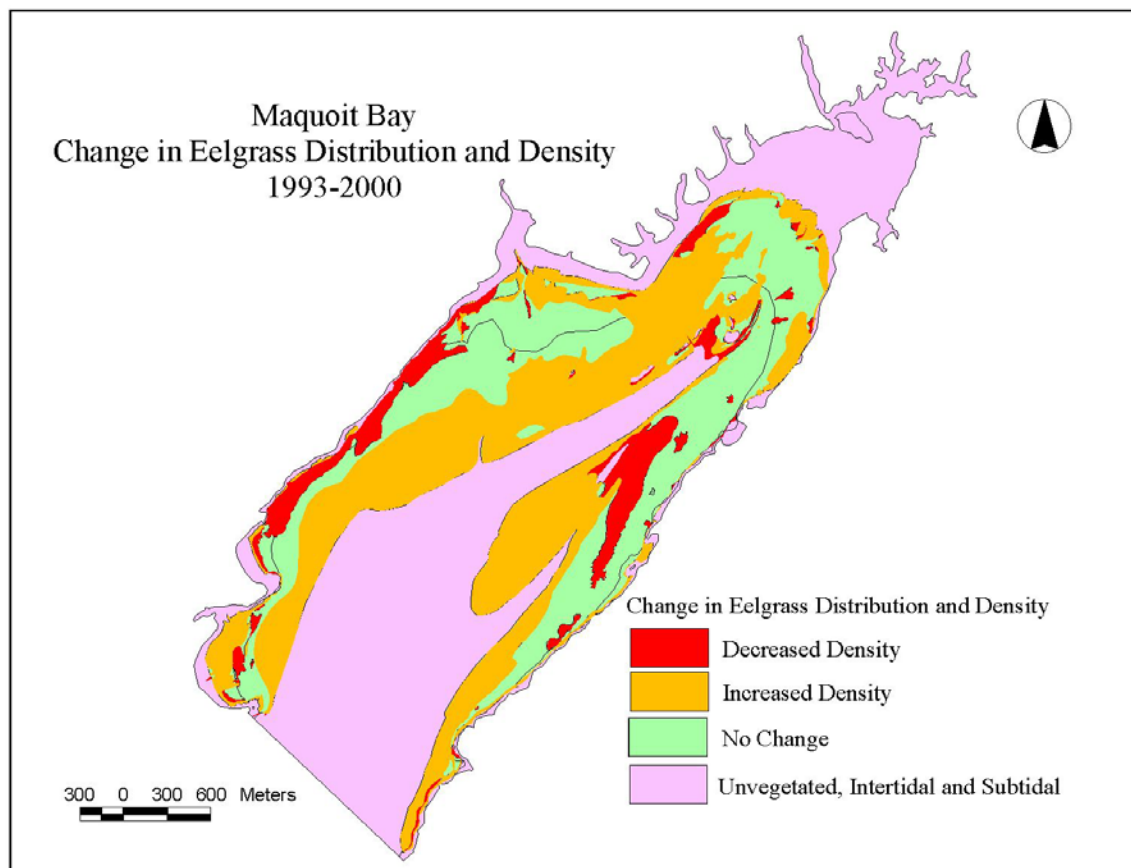 Maquoit Bay
Change in Eelgrass Distribution and Density
1993-2000
Change in Eelgrass Distribution and Density
Decreased Density
Increased Density
No Change
Unvegetated, Intertidal and Subtidal
300 0 300 600 Meters